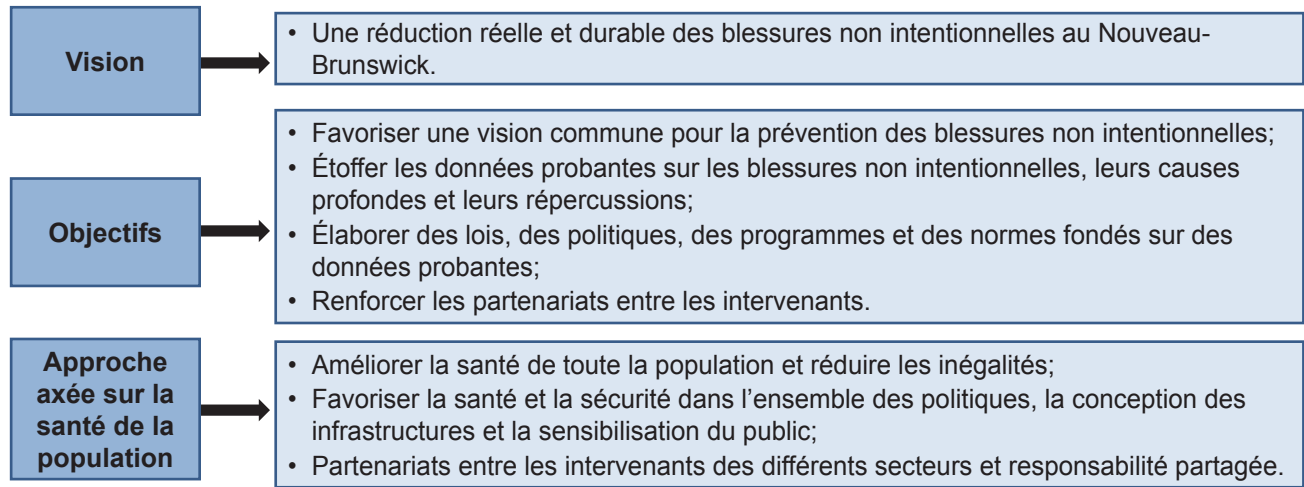 Vision
• Une réduction réelle et durable des blessures non intentionnelles au Nouveau-
Brunswick.
Objectifs
• Favoriser une vision commune pour la prévention des blessures non intentionnelles;
• Étoffer les données probantes sur les blessures non intentionnelles, leurs causes
profondes et leurs répercussions;
• Élaborer des lois, des politiques, des programmes et des normes fondés sur des
données probantes;
• Renforcer les partenariats entre les intervenants.
Approche
axée sur la
santé de la
population
• Améliorer la santé de toute la population et réduire les inégalités;
• Favoriser la santé et la sécurité dans l’ensemble des politiques, la conception des
infrastructures et la sensibilisation du public;
• Partenariats entre les intervenants des différents secteurs et responsabilité partagée.